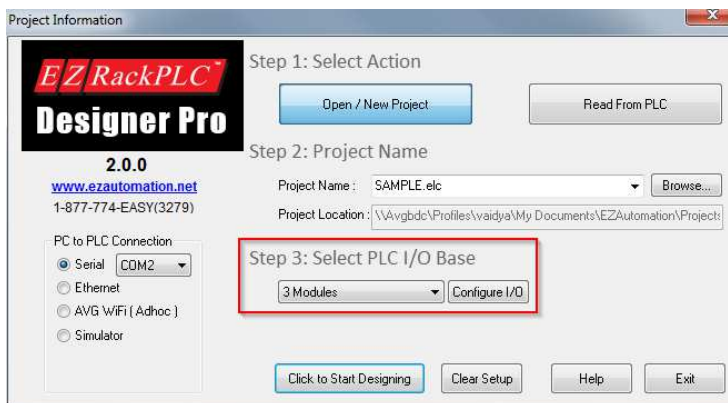 Project Information
EZRackPLC™
Designer Pro
2.0.0
www.ezautomation.net
1-877-774-EASY(3279)
PC to PLC Connection
Serial COM2
Ethernet
AVG WiFi ( Adhoc )
Simulator
Step 1: Select Action
Open / New Project Read From PLC
Step 2: Project Name
Project Name : SAMPLE.elc Browse...
Project Location : \\Avgbdc\Profiles\vaidya\My Documents\EZAutomation\Projects
Step 3: Select PLC I/O Base
3 Modules Configure I/O
Click to Start Designing Clear Setup Help Exit